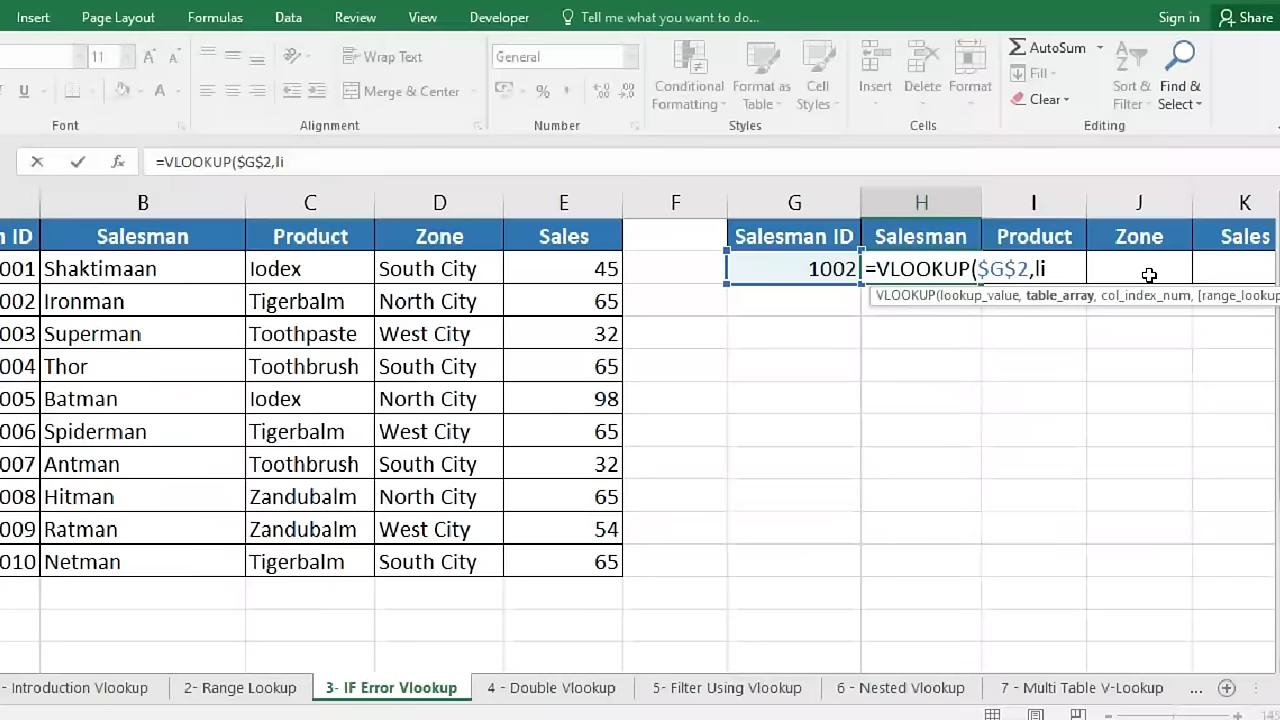 Insert Page Layout Formulas Data Review View Developer Tell me what you want to do... Sign in Share
11 A A Wrap Text General AutoSum
U A Merge & Center % Conditional Formatting Format as Table Cell Styles Insert Delete Format Fill Clear Sort & Filter Find & Select
Font Alignment Number Styles Cells Editing
=VLOOKUP($G$2,li
B C D E F G H I J K
ID Salesman Product Zone Sales Salesman ID Salesman Product Zone Sales
001 Shaktimaan Iodex South City 45 1002 =VLOOKUP($G$2,li
VLOOKUP(lookup_value, table_array, col_index_num, [range_lookup
002 Ironman Tigerbalm North City 65
003 Superman Toothpaste West City 32
004 Thor Toothbrush South City 65
005 Batman Iodex North City 98
006 Spiderman Tigerbalm West City 65
007 Antman Toothbrush South City 32
008 Hitman Zandubalm North City 65
009 Ratman Zandubalm West City 54
010 Netman Tigerbalm South City 65
- Introduction Vlookup 2- Range Lookup 3- IF Error Vlookup 4 - Double Vlookup 5- Filter Using Vlookup 6 - Nested Vlookup 7 - Multi Table V-Lookup ...